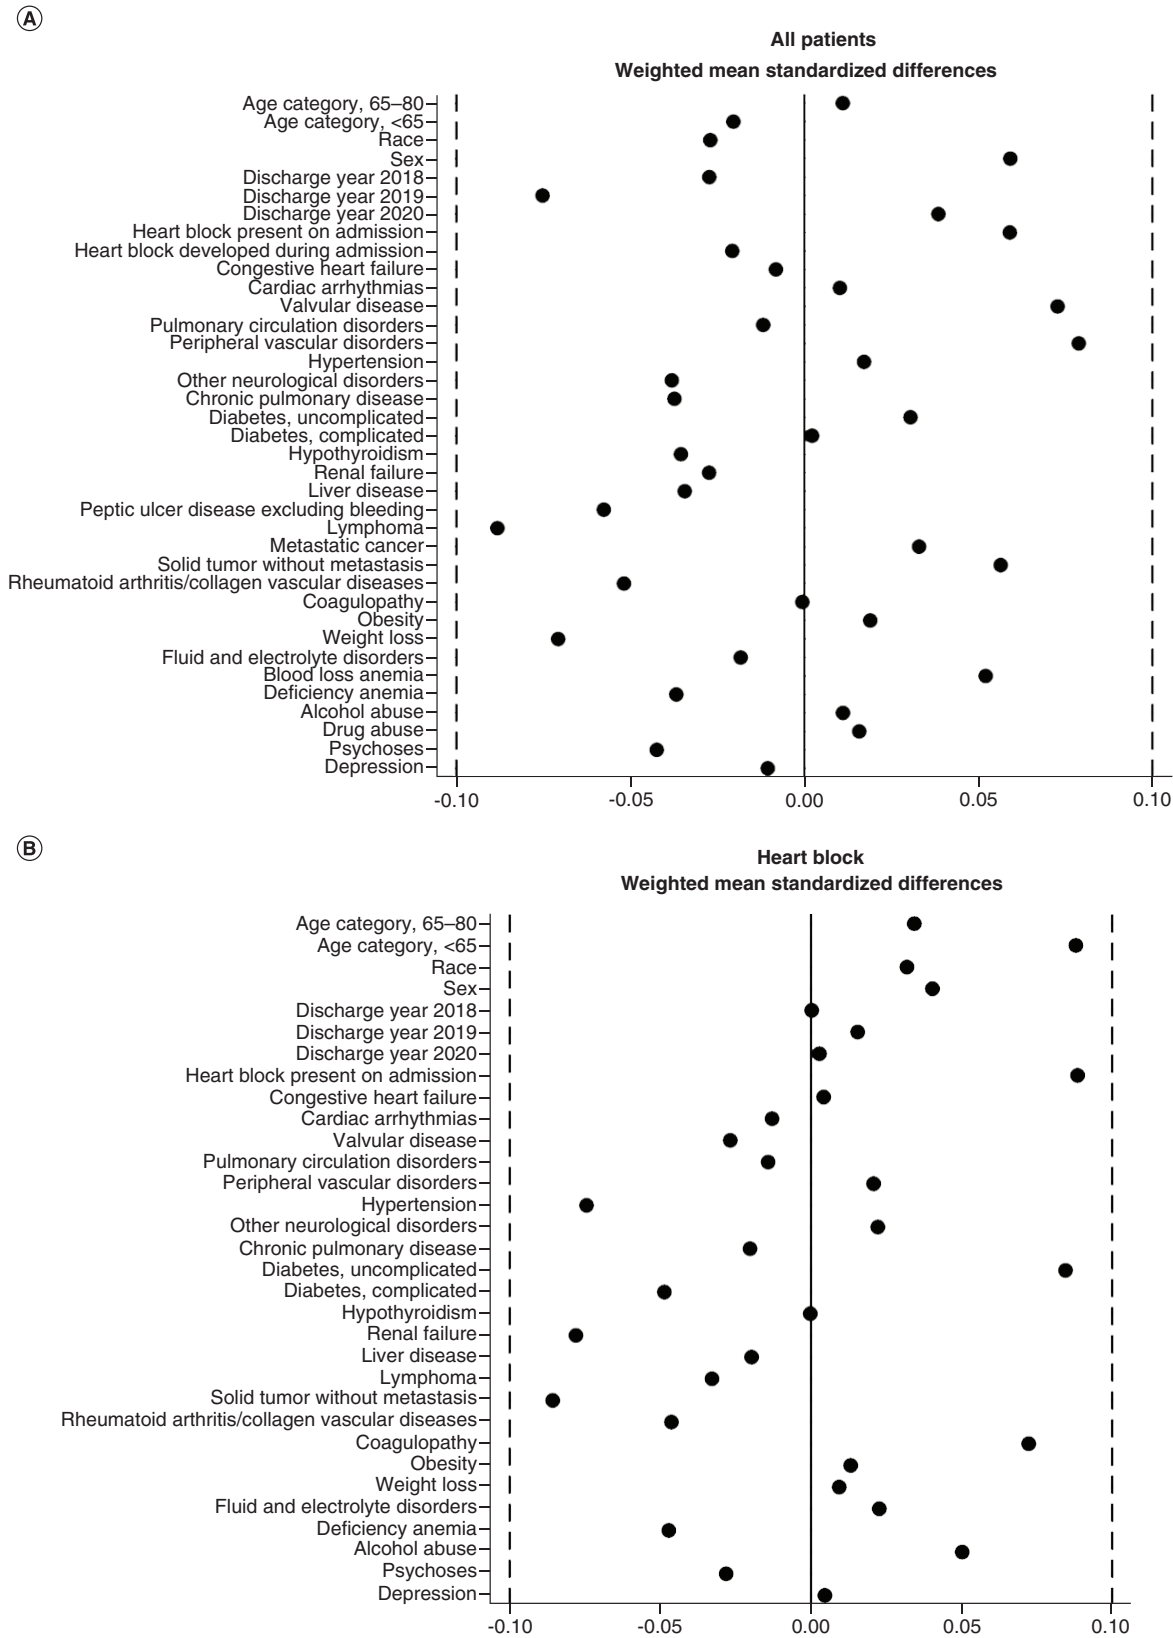 A
All patients
Weighted mean standardized differences
Age category, 65–80
Age category, <65
Race
Sex
Discharge year 2018
Discharge year 2019
Discharge year 2020
Heart block present on admission
Heart block developed during admission
Congestive heart failure
Cardiac arrhythmias
Valvular disease
Pulmonary circulation disorders
Peripheral vascular disorders
Hypertension
Other neurological disorders
Chronic pulmonary disease
Diabetes, uncomplicated
Diabetes, complicated
Hypothyroidism
Renal failure
Liver disease
Peptic ulcer disease excluding bleeding
Lymphoma
Metastatic cancer
Solid tumor without metastasis
Rheumatoid arthritis/collagen vascular diseases
Coagulopathy
Obesity
Weight loss
Fluid and electrolyte disorders
Blood loss anemia
Deficiency anemia
Alcohol abuse
Drug abuse
Psychoses
Depression
-0.10 -0.05 0.00 0.05 0.10
B
Heart block
Weighted mean standardized differences
Age category, 65–80
Age category, <65
Race
Sex
Discharge year 2018
Discharge year 2019
Discharge year 2020
Heart block present on admission
Congestive heart failure
Cardiac arrhythmias
Valvular disease
Pulmonary circulation disorders
Peripheral vascular disorders
Hypertension
Other neurological disorders
Chronic pulmonary disease
Diabetes, uncomplicated
Diabetes, complicated
Hypothyroidism
Renal failure
Liver disease
Lymphoma
Solid tumor without metastasis
Rheumatoid arthritis/collagen vascular diseases
Coagulopathy
Obesity
Weight loss
Fluid and electrolyte disorders
Deficiency anemia
Alcohol abuse
Psychoses
Depression
-0.10 -0.05 0.00 0.05 0.10